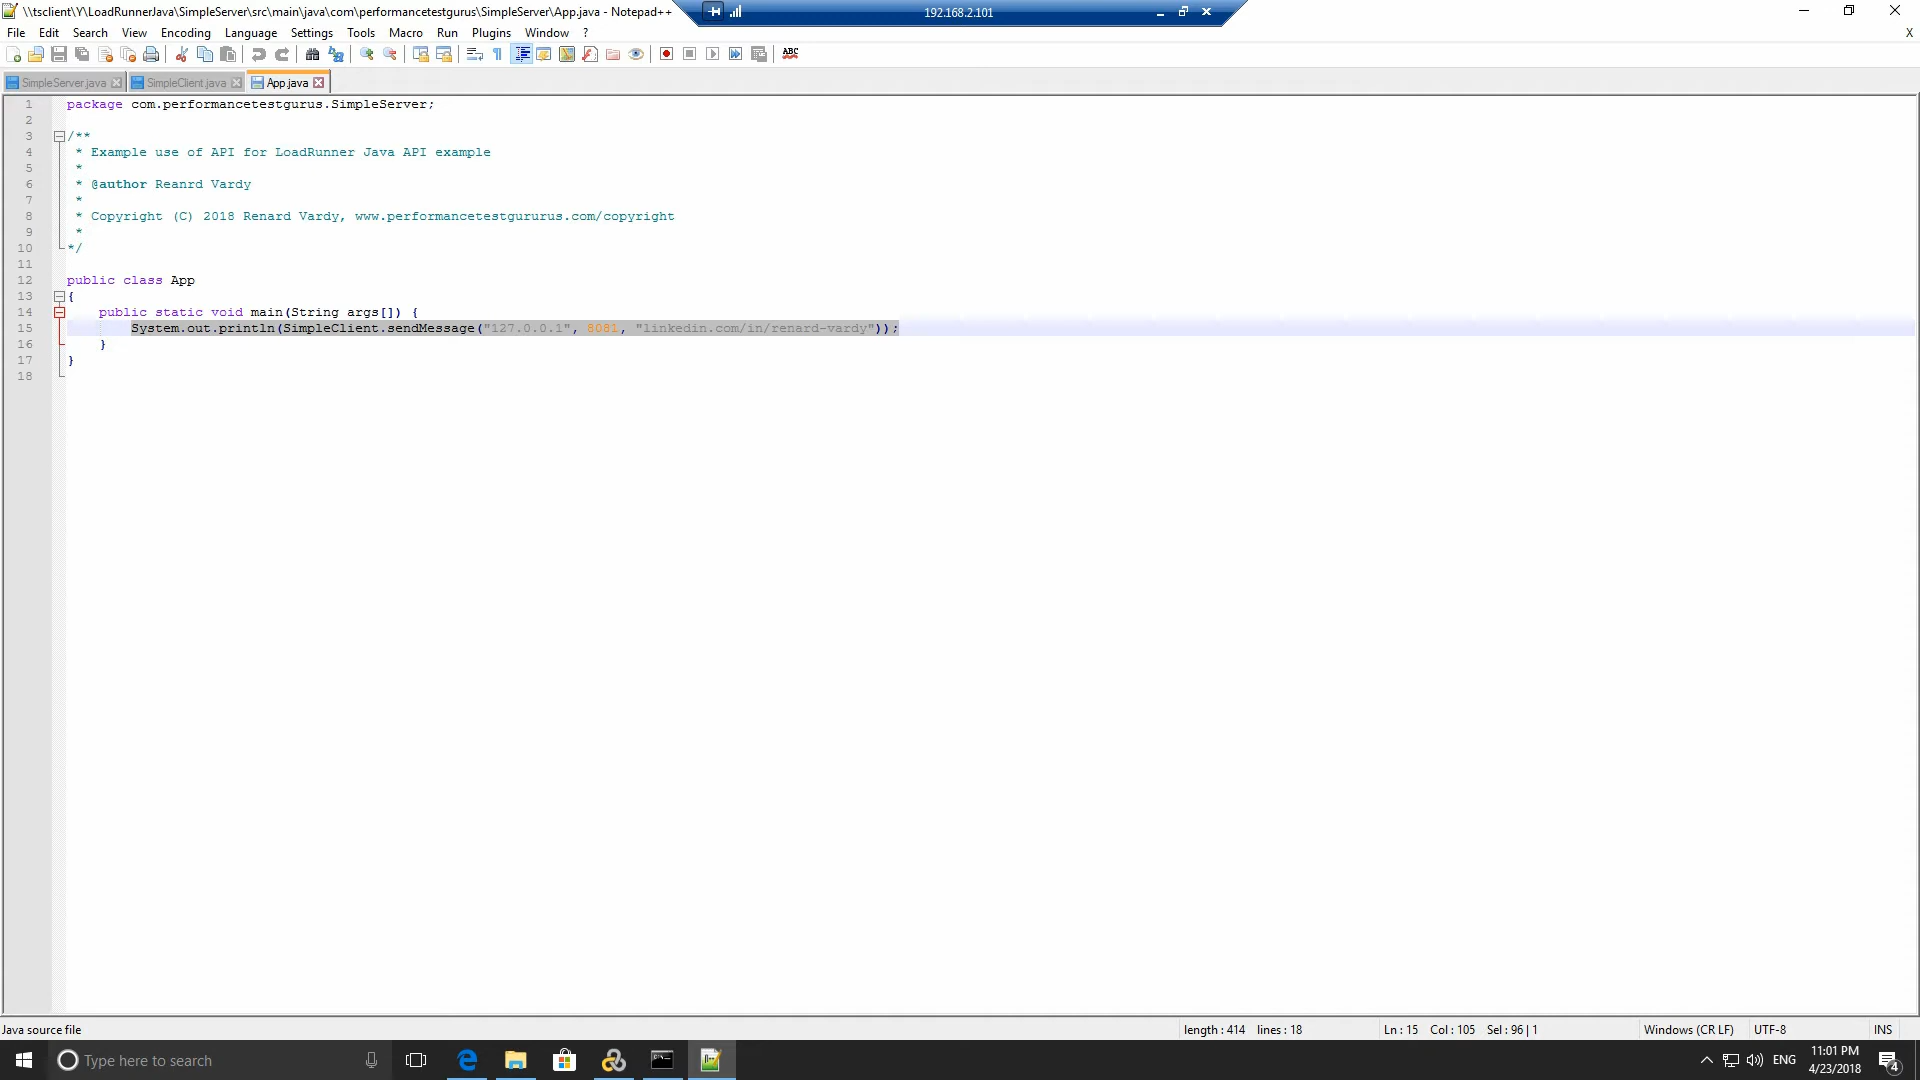 \\tsclient\Y\LoadRunnerJava\SimpleServer\src\main\java\com\performancetestgurus\SimpleServer\App.java - Notepad++
192.168.2.101
File Edit Search View Encoding Language Settings Tools Macro Run Plugins Window ? X
ABC
SimpleServer.java SimpleClient.java App.java
1 package com.performancetestgurus.SimpleServer;
2
3 /**
4 * Example use of API for LoadRunner Java API example
5 *
6 * @author Reanrd Vardy
7 *
8 * Copyright (C) 2018 Renard Vardy, www.performancetestgururus.com/copyright
9 *
10 */
11
12 public class App
13 {
14 public static void main(String args[]) {
15 System.out.println(SimpleClient.sendMessage("127.0.0.1", 8081, "linkedin.com/in/renard-vardy"));
16 }
17 }
18
Java source file length : 414 lines : 18 Ln : 15 Col : 105 Sel : 96 | 1 Windows (CR LF) UTF-8 INS
Type here to search ENG 11:01 PM
4/23/2018 4